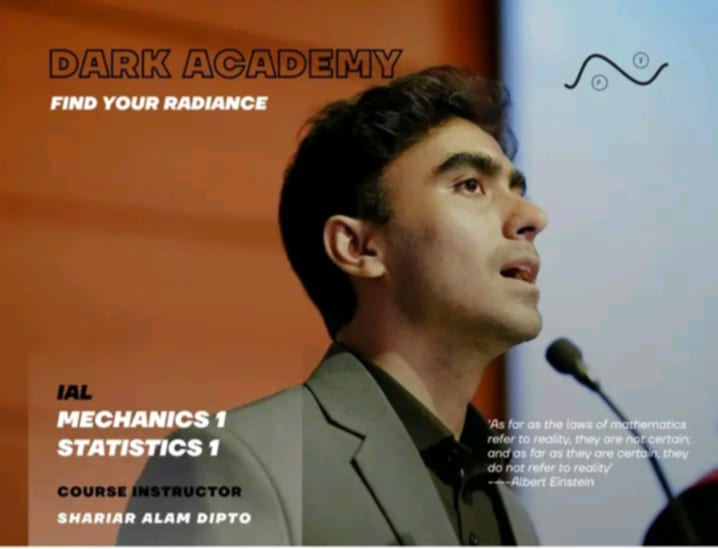 DARK ACADEMY
FIND YOUR RADIANCE
IAL
MECHANICS 1
STATISTICS 1
COURSE INSTRUCTOR
SHARIAR ALAM DIPTO
'As far as the laws of mathematics
refer to reality, they are not certain;
and as far as they are certain, they
do not refer to reality'
----Albert Einstein